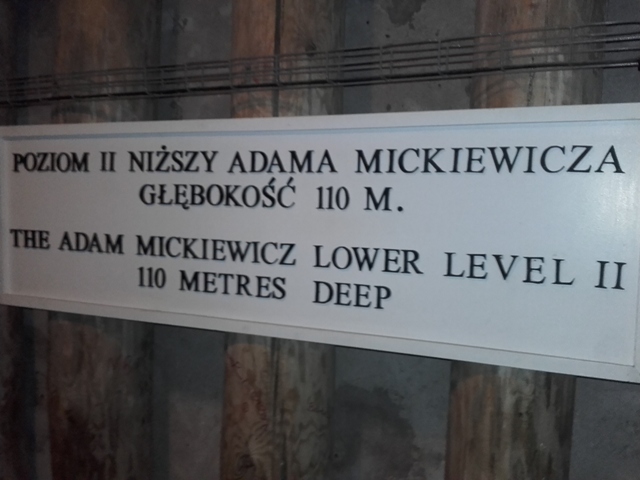 POZIOM II NIŻSZY ADAMA MICKIEWICZA
GŁĘBOKOŚĆ 110 M.
THE ADAM MICKIEWICZ LOWER LEVEL II
110 METRES DEEP